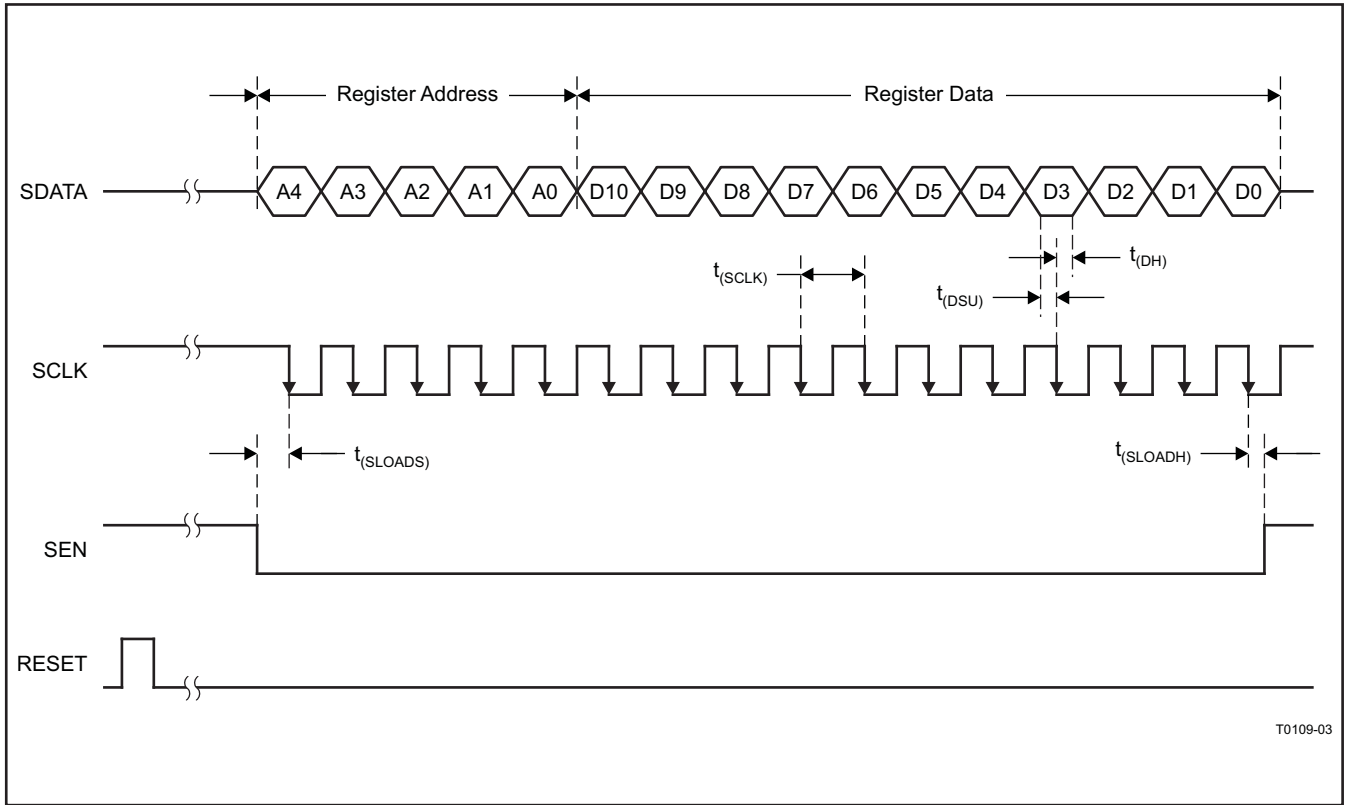 Register Address
Register Data
SDATA
A4 A3 A2 A1 A0 D10 D9 D8 D7 D6 D5 D4 D3 D2 D1 D0
t(DH)
t(SCLK)
t(DSU)
SCLK
t(SLOADS)
t(SLOADH)
SEN
RESET
T0109-03